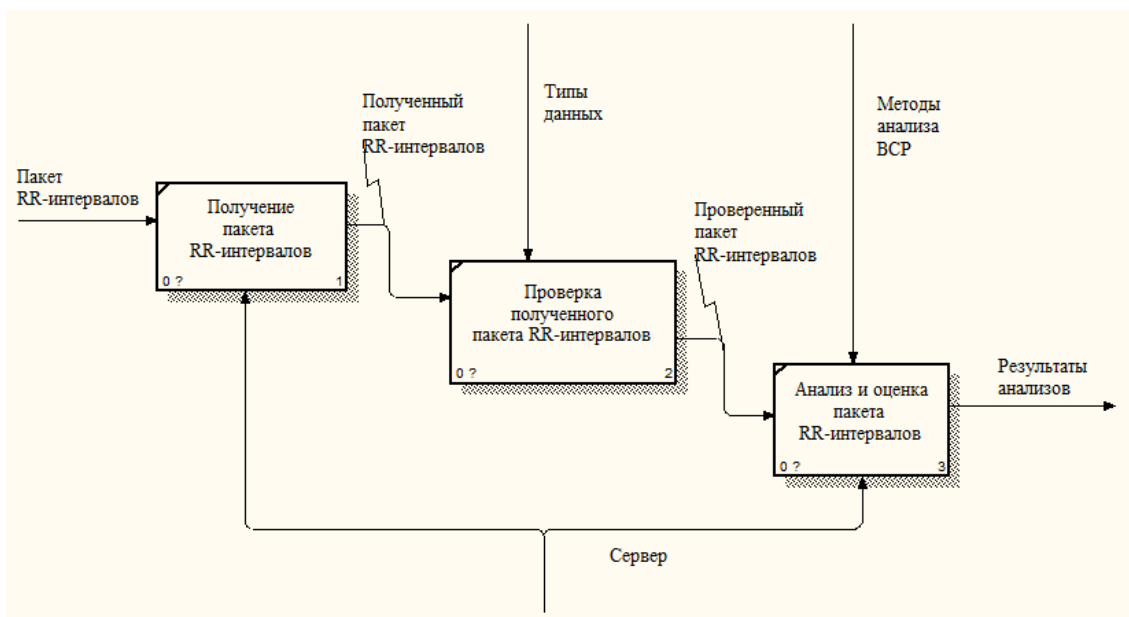 Пакет
RR-интервалов
Получение
пакета
RR-интервалов
0 ?
1
Полученный
пакет
RR-интервалов
Типы
данных
Проверка
полученного
пакета RR-интервалов
0 ?
2
Проверенный
пакет
RR-интервалов
Методы
анализа
ВСР
Анализ и оценка
пакета
RR-интервалов
0 ?
3
Результаты
анализов
Сервер